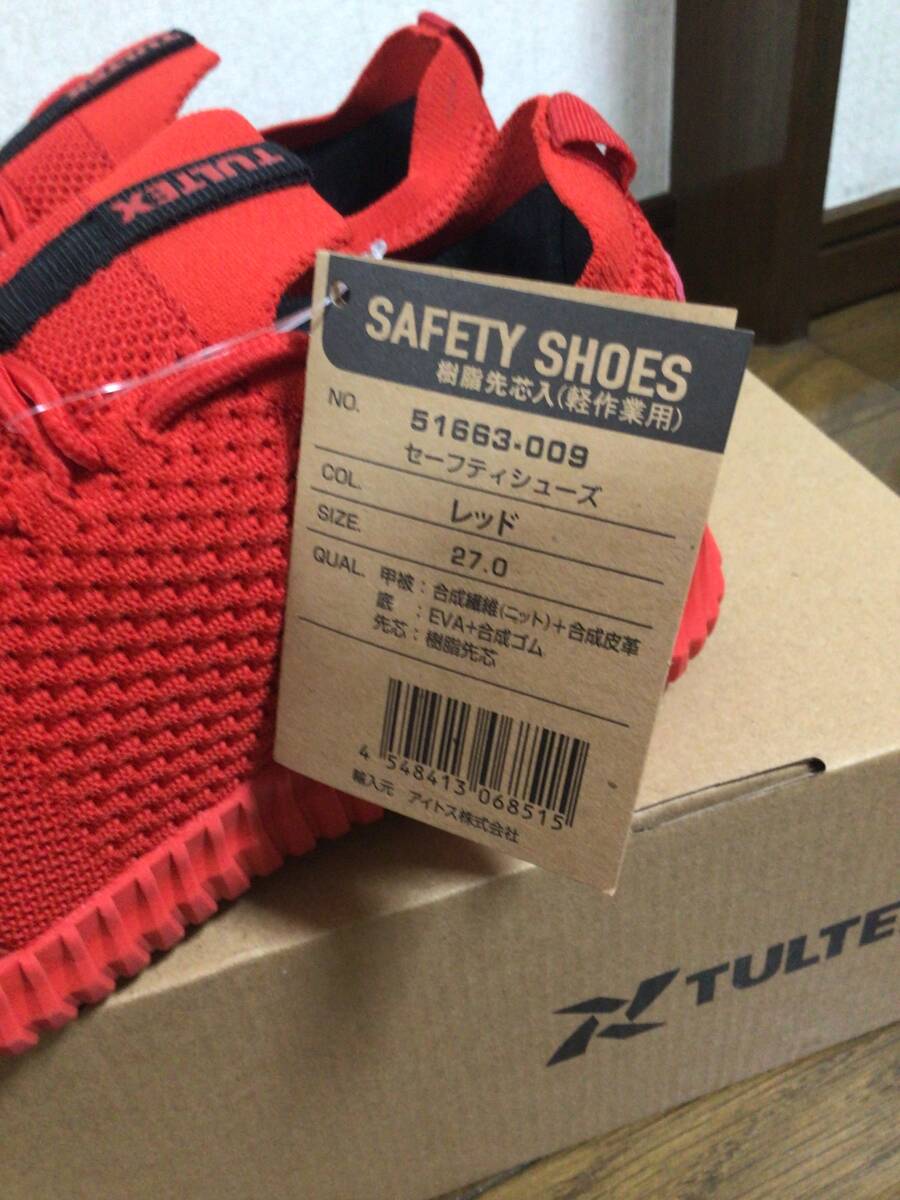 TULTEX
TULTEX
SAFETY SHOES
樹脂先芯入(軽作業用)
NO. 51663-009
セーフティシューズ
COL. レッド
SIZE. 27.0
QUAL. 甲被：合成繊維(ニット)＋合成皮革
底　：EVA＋合成ゴム
先芯：樹脂先芯
4 548413 068515
輸入元　アイトス株式会社
TULTE